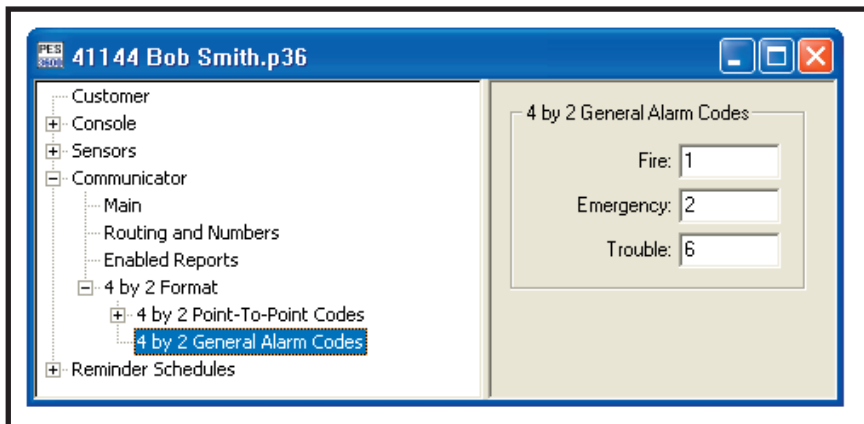 PES
3600
41144 Bob Smith.p36
Customer
Console
Sensors
Communicator
Main
Routing and Numbers
Enabled Reports
4 by 2 Format
4 by 2 Point-To-Point Codes
4 by 2 General Alarm Codes
Reminder Schedules
4 by 2 General Alarm Codes
Fire: 1
Emergency: 2
Trouble: 6